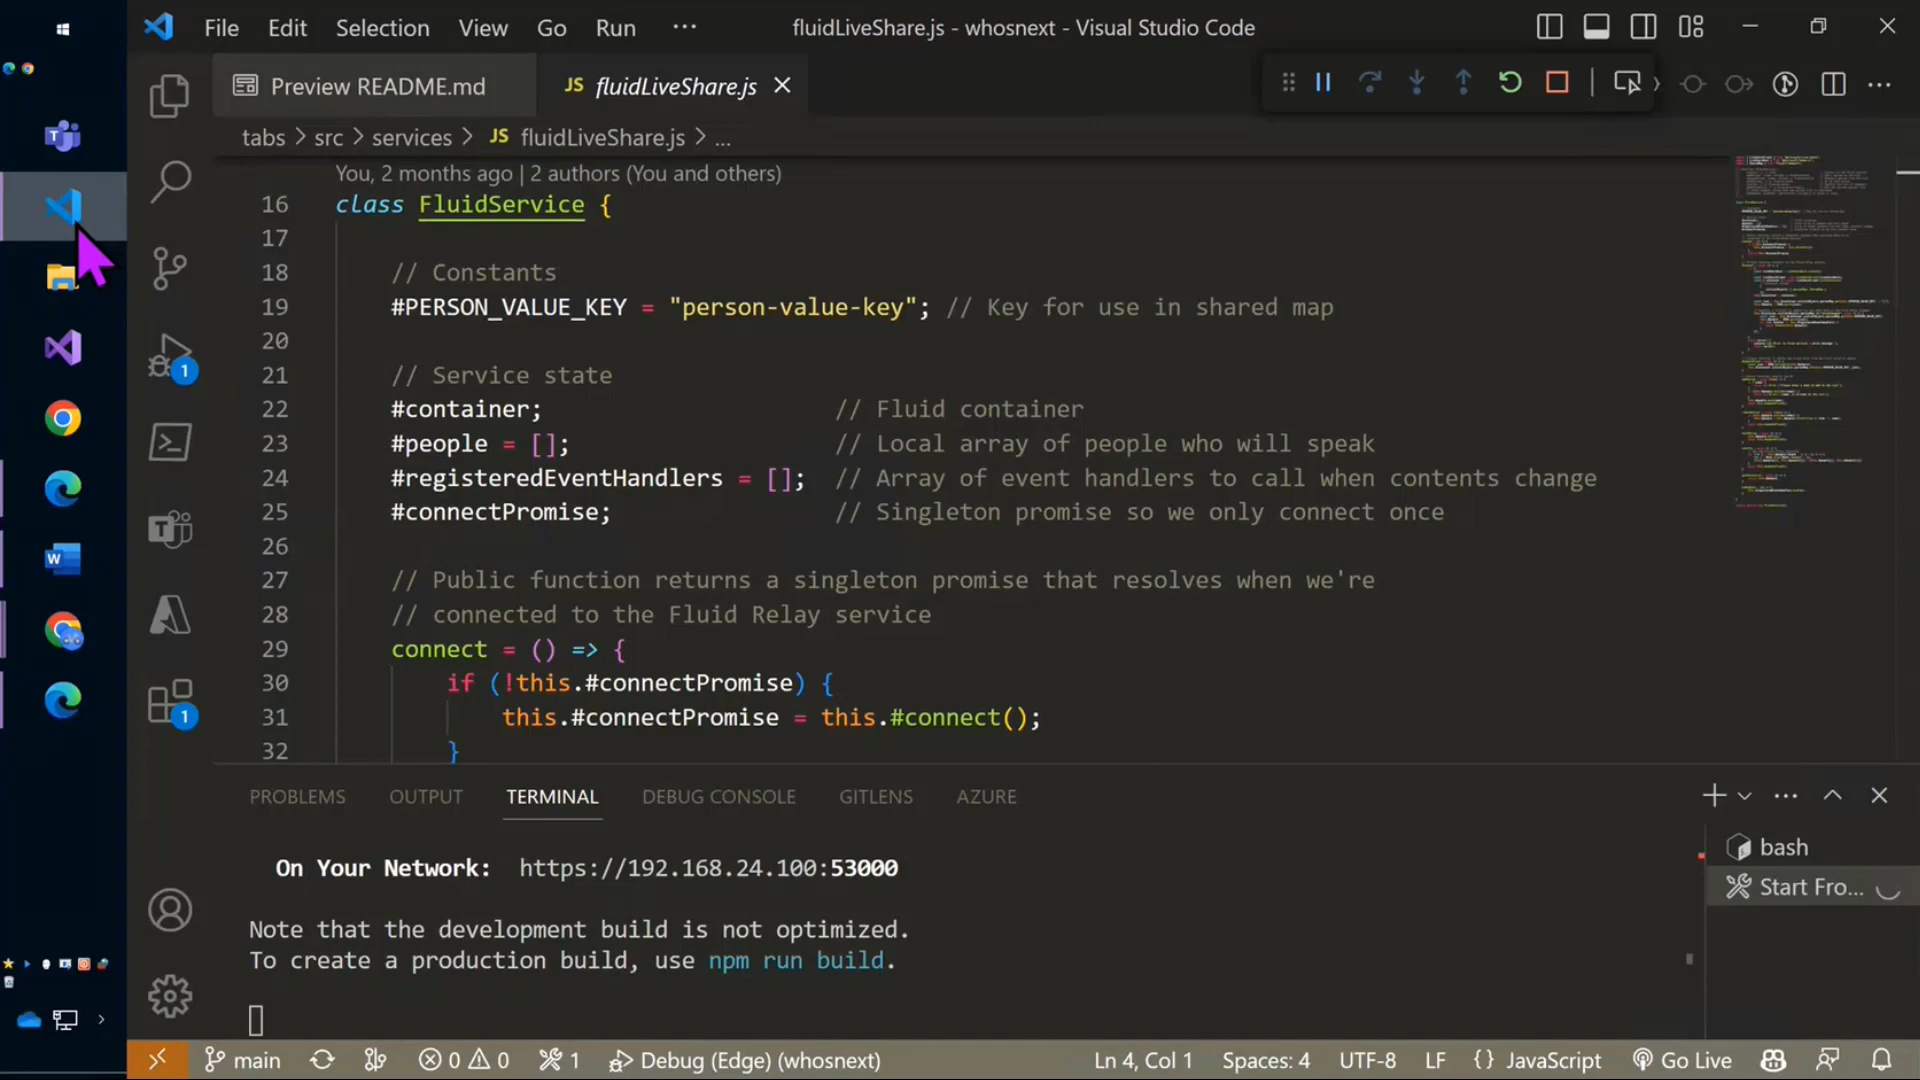 File Edit Selection View Go Run ··· fluidLiveShare.js - whosnext - Visual Studio Code
Preview README.md
JS fluidLiveShare.js
tabs > src > services > JS fluidLiveShare.js > ...
You, 2 months ago | 2 authors (You and others)
16 class FluidService {
17
18 // Constants
19 #PERSON_VALUE_KEY = "person-value-key"; // Key for use in shared map
20
21 // Service state
22 #container; // Fluid container
23 #people = []; // Local array of people who will speak
24 #registeredEventHandlers = []; // Array of event handlers to call when contents change
25 #connectPromise; // Singleton promise so we only connect once
26
27 // Public function returns a singleton promise that resolves when we're
28 // connected to the Fluid Relay service
29 connect = () => {
30 if (!this.#connectPromise) {
31 this.#connectPromise = this.#connect();
32 }
1
1
PROBLEMS OUTPUT TERMINAL DEBUG CONSOLE GITLENS AZURE
On Your Network: https://192.168.24.100:53000
Note that the development build is not optimized.
To create a production build, use npm run build.
bash
Start Fro...
main 0 0 1 Debug (Edge) (whosnext) Ln 4, Col 1 Spaces: 4 UTF-8 LF {} JavaScript Go Live